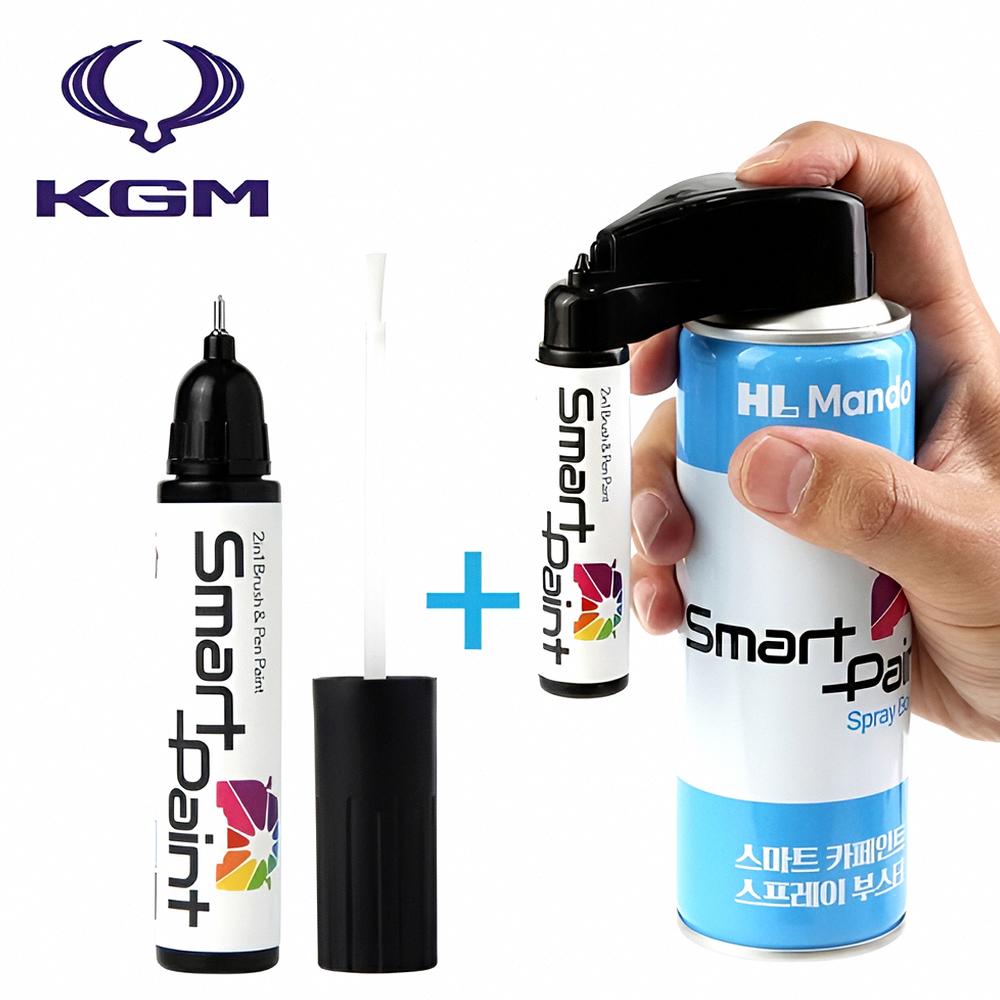 KGM
2in1 Brush & Pen Paint
Smart
Paint
2in1 Brush & Pen Paint
Smart
Paint
HL Mando
Smart
Pai
Spray
스마트 카페인트
스프레이 부스터